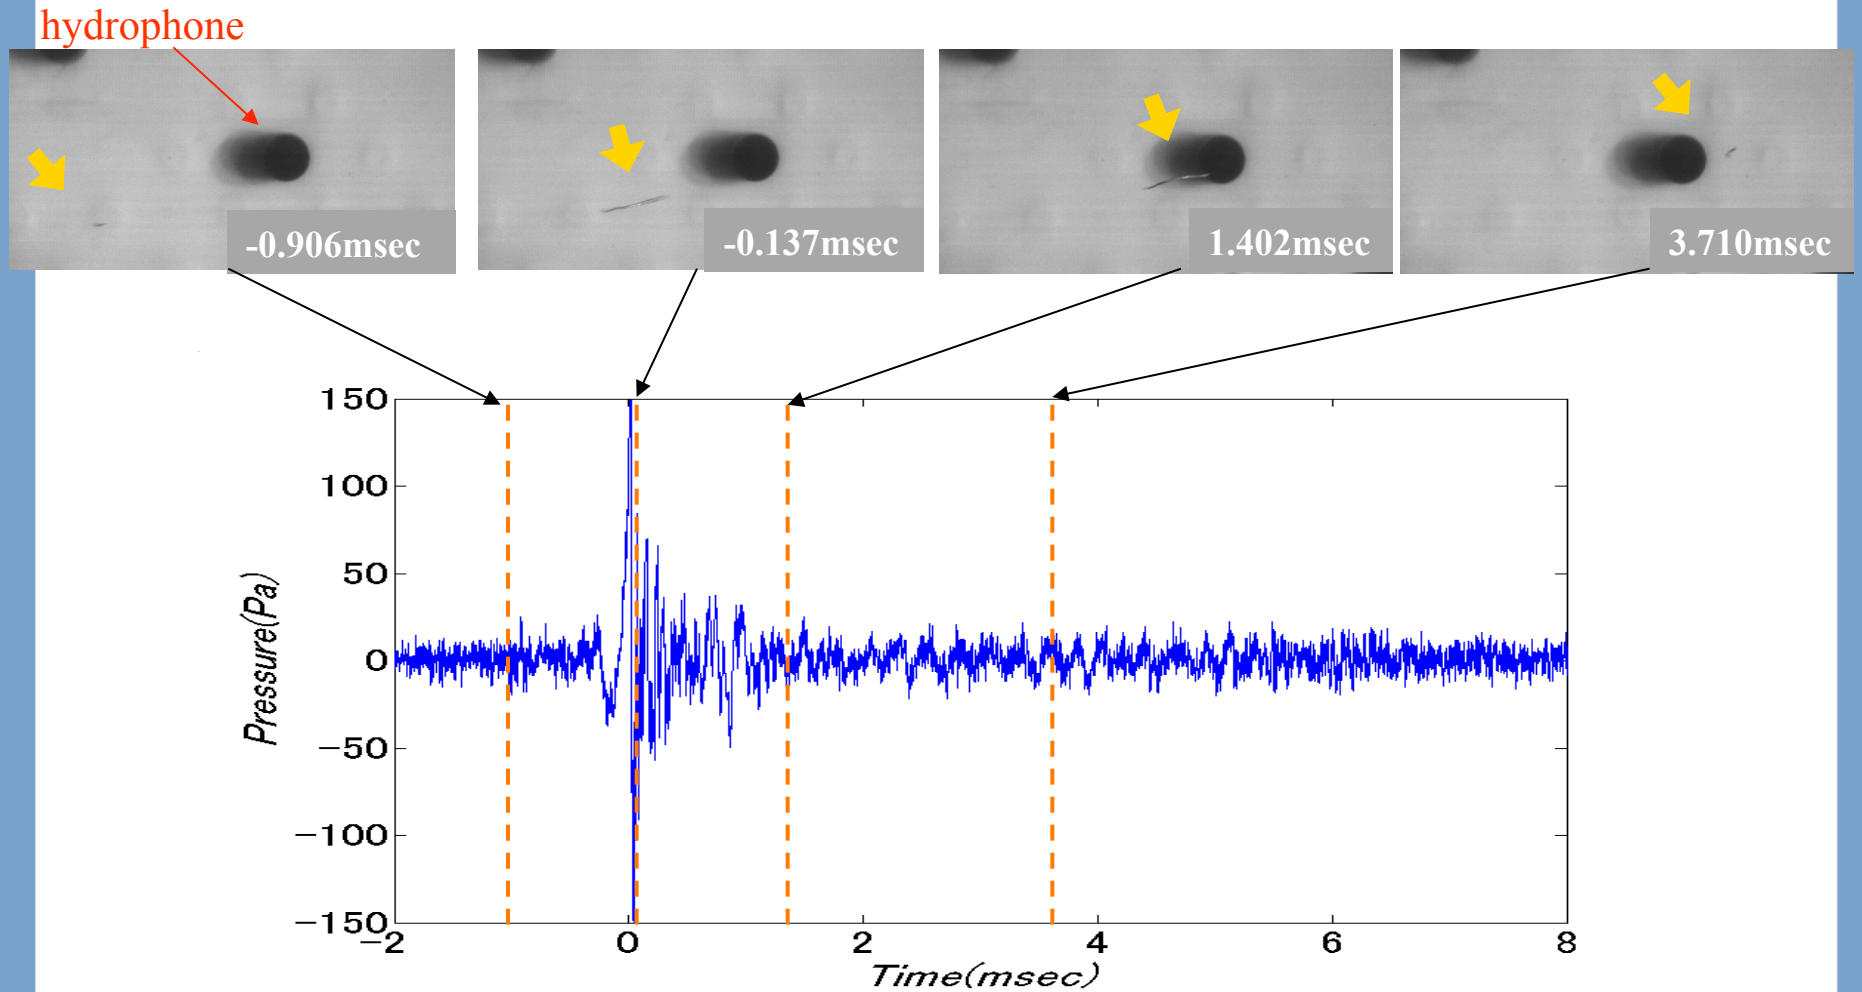 hydrophone
-0.906msec
-0.137msec
1.402msec
3.710msec
150
100
50
0
−50
−100
−150
Pressure(Pa)
−2
0
2
4
6
8
Time(msec)